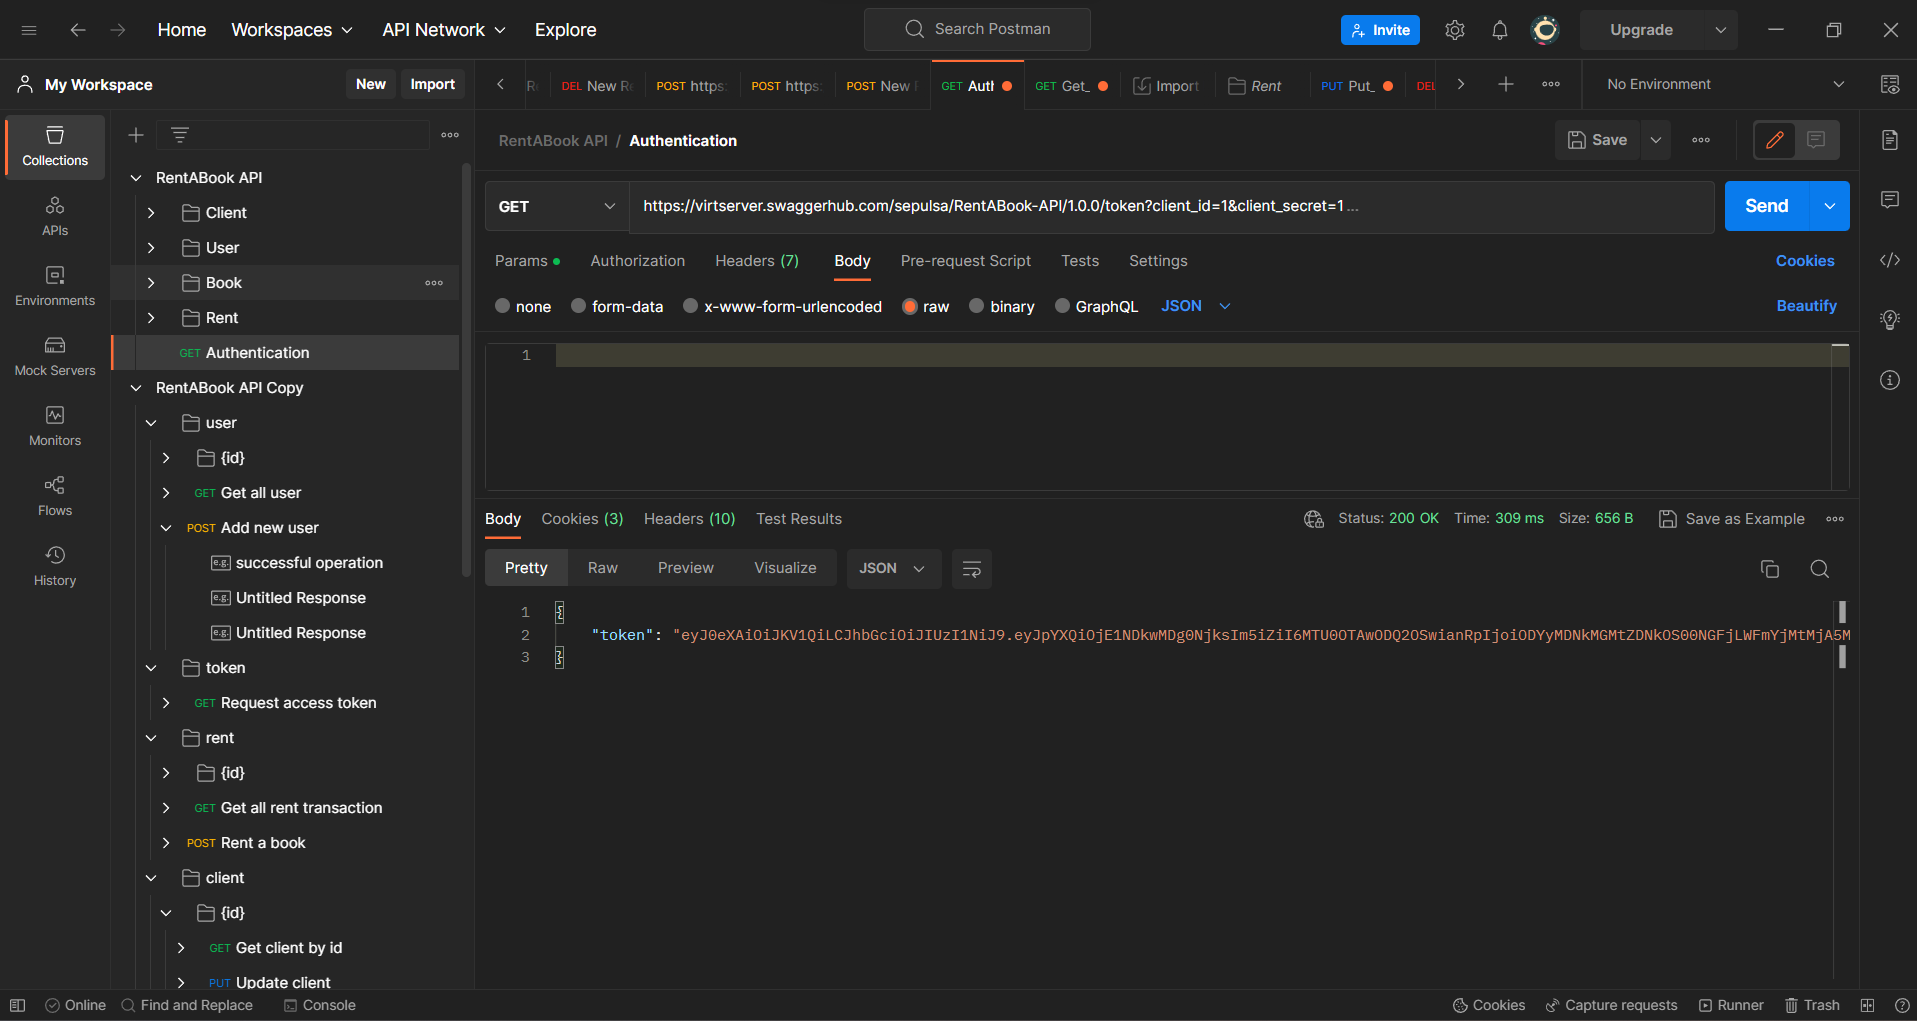 Home Workspaces API Network Explore Search Postman Invite Upgrade
My Workspace New Import DEL New Re POST https: POST https: POST New GET Auth GET Get_ Import Rent PUT Put_ DEL No Environment
Collections
APIs
Environments
Mock Servers
Monitors
Flows
History
RentABook API
Client
User
Book
Rent
GET Authentication
RentABook API Copy
user
{id}
GET Get all user
POST Add new user
e.g. successful operation
e.g. Untitled Response
e.g. Untitled Response
token
GET Request access token
rent
{id}
GET Get all rent transaction
POST Rent a book
client
{id}
GET Get client by id
PUT Update client
RentABook API / Authentication Save
GET https://virtserver.swaggerhub.com/sepulsa/RentABook-API/1.0.0/token?client_id=1&client_secret=1... Send
Params Authorization Headers (7) Body Pre-request Script Tests Settings Cookies
none form-data x-www-form-urlencoded raw binary GraphQL JSON Beautify
1
Body Cookies (3) Headers (10) Test Results Status: 200 OK Time: 309 ms Size: 656 B Save as Example
Pretty Raw Preview Visualize JSON
1 {
2 "token": "eyJ0eXAiOiJKV1QiLCJhbGciOiJIUzI1NiJ9.eyJpYXQiOjE1NDkwMDg0NjksIm5iZiI6MTU0OTAwODQ2OSwianRpIjoiODYyMDNkMGMtZDNkOS00NGFjLWFmYjMtMjA5M
3 }
Online Find and Replace Console Cookies Capture requests Runner Trash